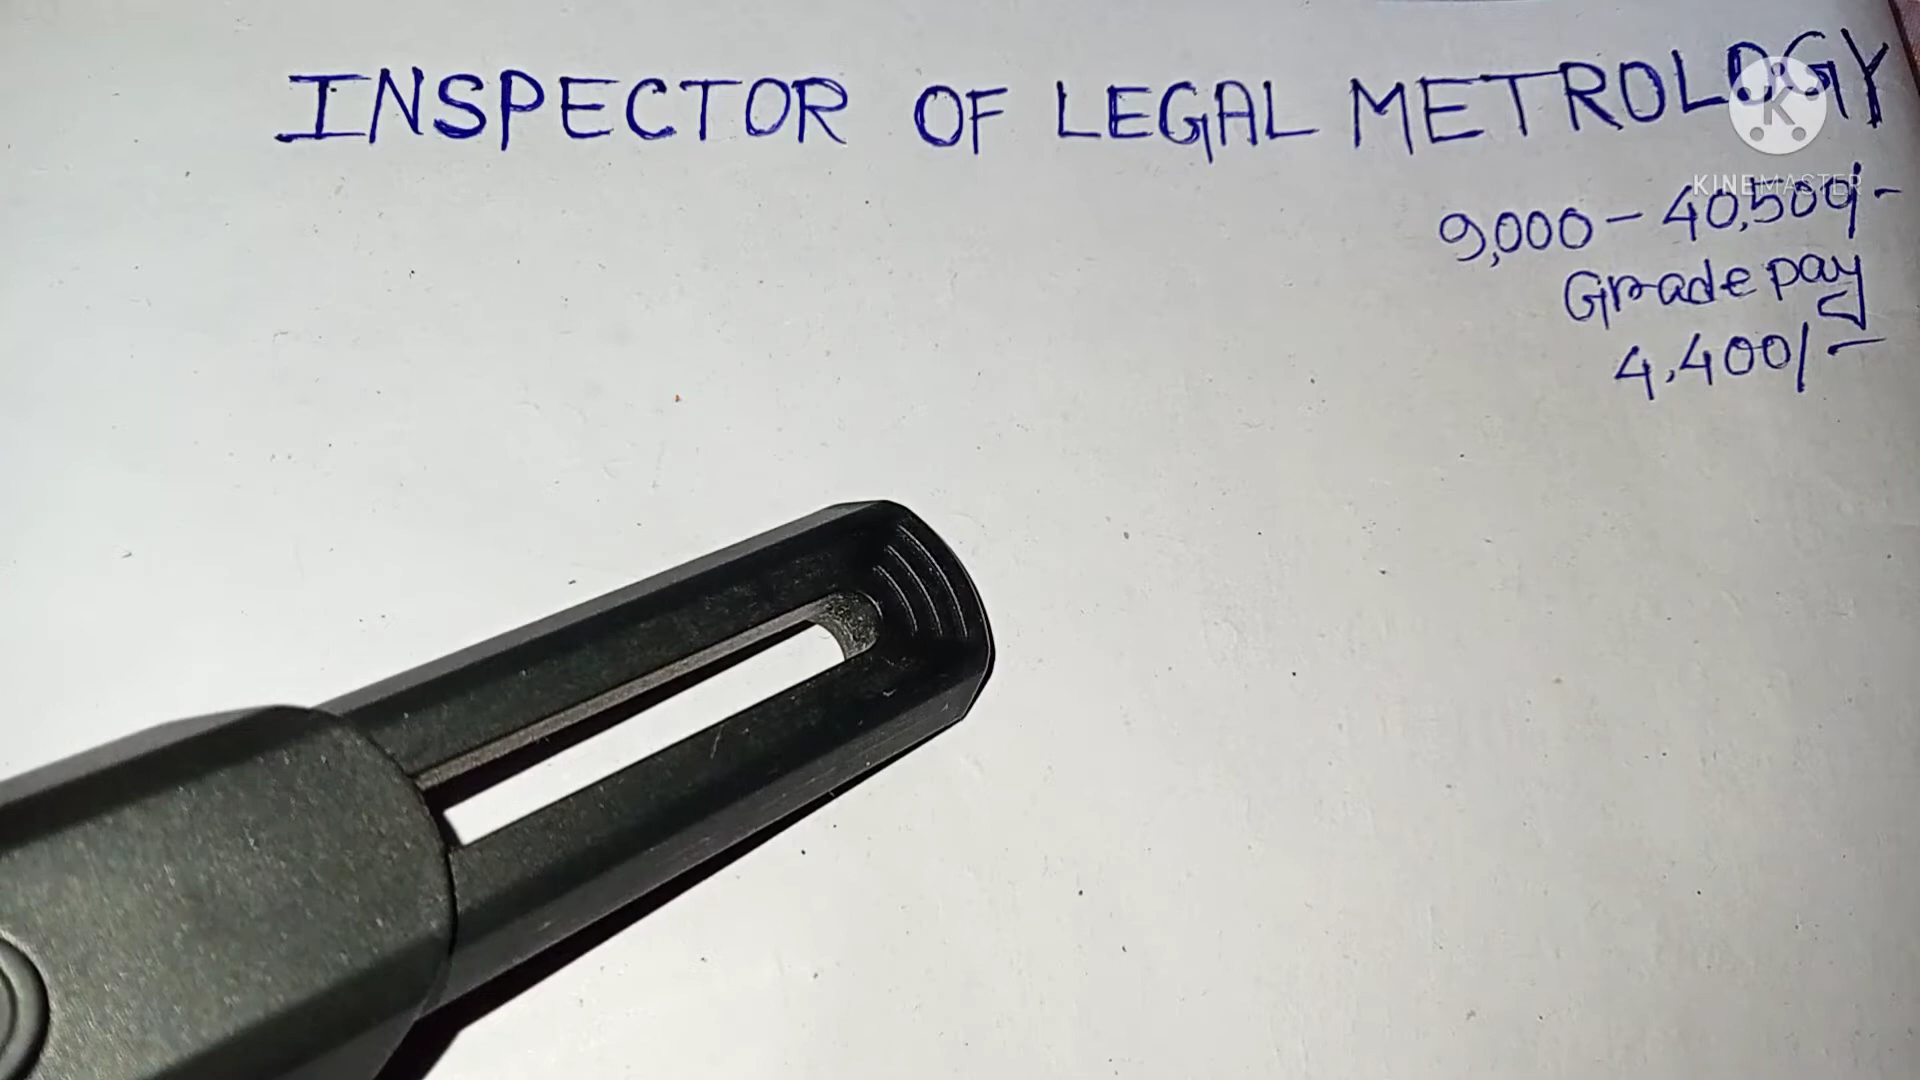 INSPECTOR OF LEGAL METROLOGY
KINEMASTER
9,000 - 40,500/-
Grade pay
4,400/-